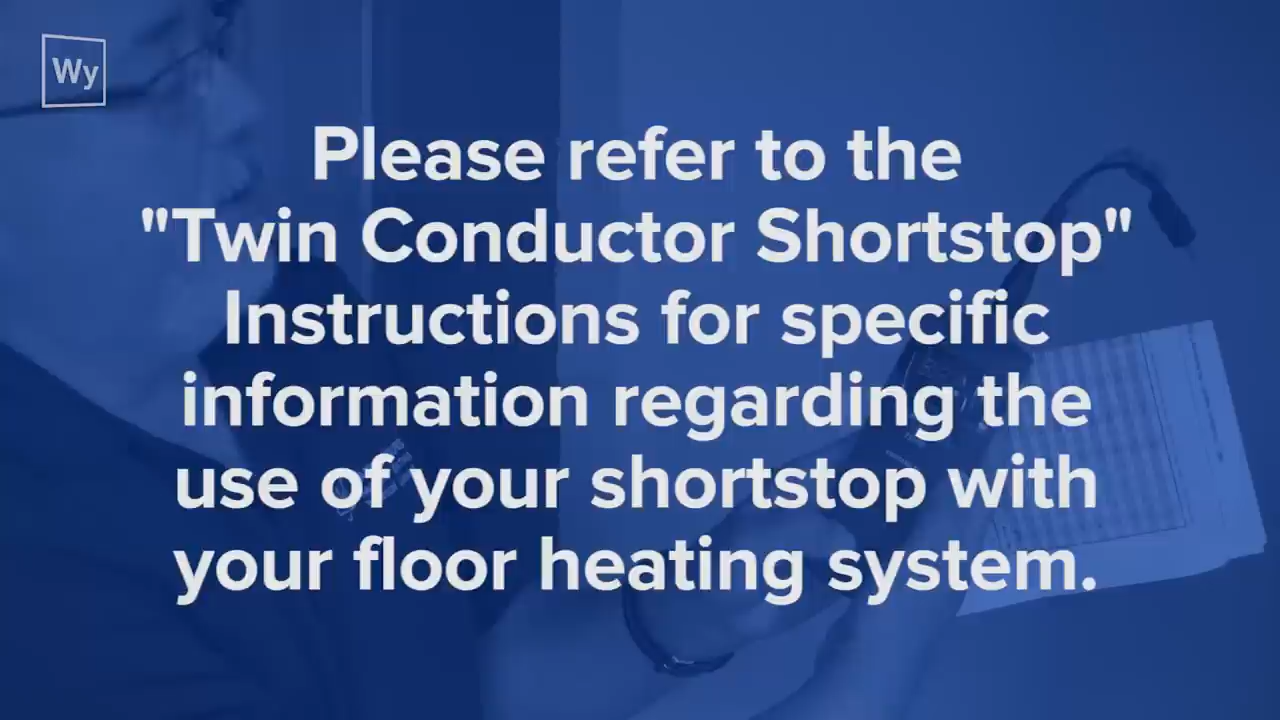 Wy
Please refer to the
"Twin Conductor Shortstop"
Instructions for specific
information regarding the
use of your shortstop with
your floor heating system.